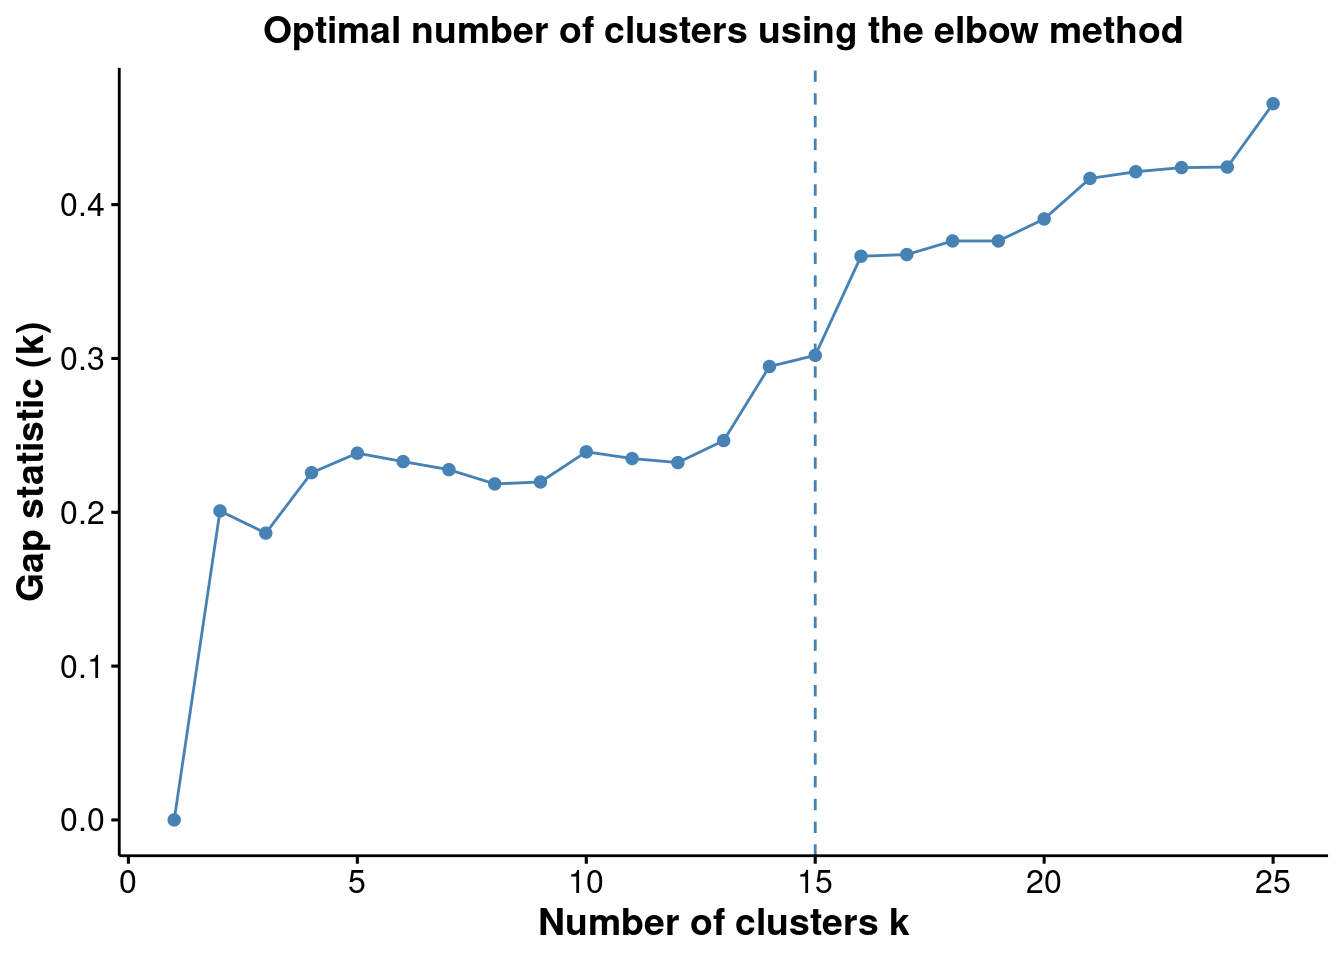 Optimal number of clusters using the elbow method
Gap statistic (k)
0.4
0.3
0.2
0.1
0.0
0 5 10 15 20 25
Number of clusters k